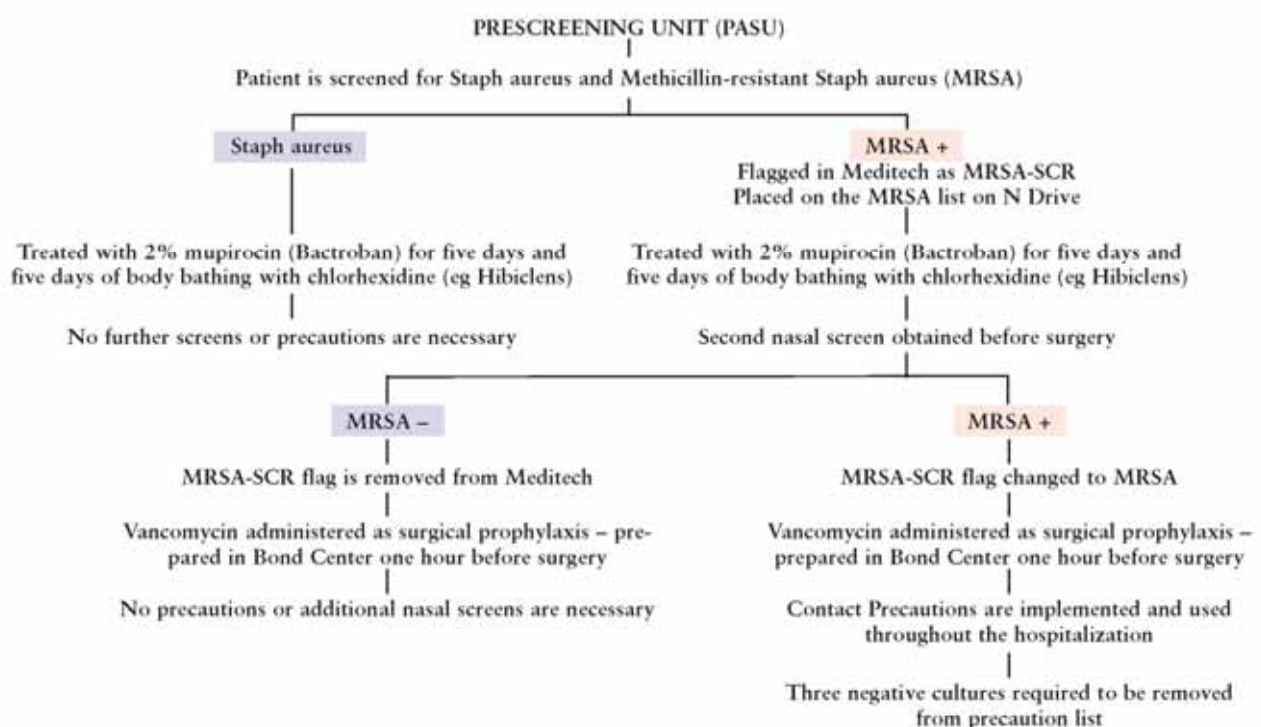 PRESCREENING UNIT (PASU)
Patient is screened for Staph aureus and Methicillin-resistant Staph aureus (MRSA)
Staph aureus
Treated with 2% mupirocin (Bactroban) for five days and
five days of body bathing with chlorhexidine (eg Hibiclens)
No further screens or precautions are necessary
MRSA +
Flagged in Meditech as MRSA-SCR
Placed on the MRSA list on N Drive
Treated with 2% mupirocin (Bactroban) for five days and
five days of body bathing with chlorhexidine (eg Hibiclens)
Second nasal screen obtained before surgery
MRSA –
MRSA-SCR flag is removed from Meditech
Vancomycin administered as surgical prophylaxis – pre-
pared in Bond Center one hour before surgery
No precautions or additional nasal screens are necessary
MRSA +
MRSA-SCR flag changed to MRSA
Vancomycin administered as surgical prophylaxis –
prepared in Bond Center one hour before surgery
Contact Precautions are implemented and used
throughout the hospitalization
Three negative cultures required to be removed
from precaution list